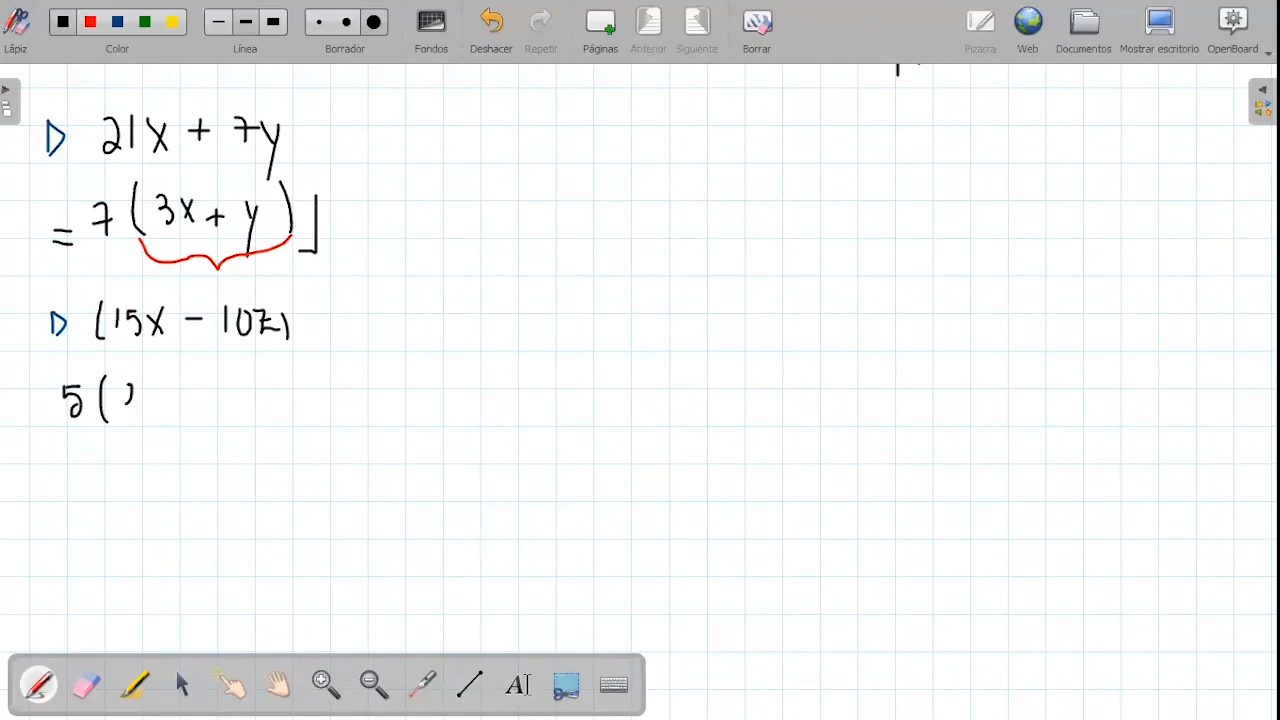 Lápiz Color Línea Borrador Fondos Deshacer Repetir Páginas Anterior Siguiente Borrar Pizarra Web Documentos Mostrar escritorio OpenBoard
▷ 21x + 7y
= 7 ( 3x + y ) ⌋
▷ (15x - 10z)
5 (
AI